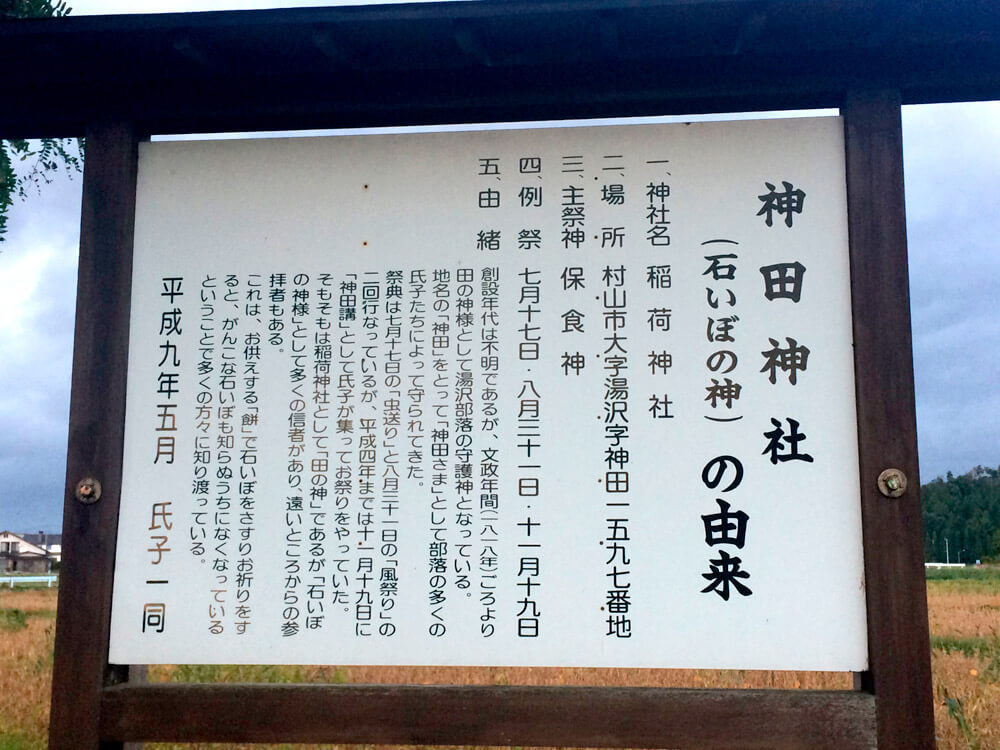 神田神社
(石いぼの神)の由来
一、神社名 稲荷神社
二、場所 村山市大字湯沢字神田一五九七番地
三、主祭神 保食神
四、例祭 七月十七日・八月三十一日・十一月十九日
五、由緒 創設年代は不明であるが、文政年間(一八一八年)ごろより
田の神様として湯沢部落の守護神となっている。
地名の「神田」をとって「神田さま」として部落の多くの
氏子たちによって守られてきた。
祭典は七月十七日の「虫送り」と八月三十一日の「風祭り」の
二回行なっているが、平成四年までは十一月十九日に
「神田講」として氏子が集ってお祭りをやっていた。
そもそもは稲荷神社として「田の神」であるが「石いぼ
の神様」として多くの信者があり、遠いところからの参
拝者もある。
これは、お供えする「餅」で石いぼをさすりお祈りをす
ると、がんこな石いぼも知らぬうちになくなっている
ということで多くの方々に知り渡っている。
平成九年五月 氏子一同